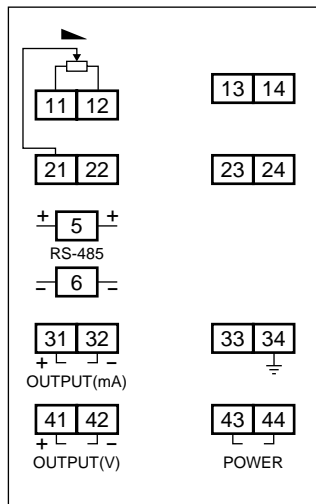 11 12 13 14
21 22 23 24
+ 5 +
RS-485
– 6 –
31 32 33 34
+ –
OUTPUT(mA)
41 42 43 44
+ –
OUTPUT(V) POWER